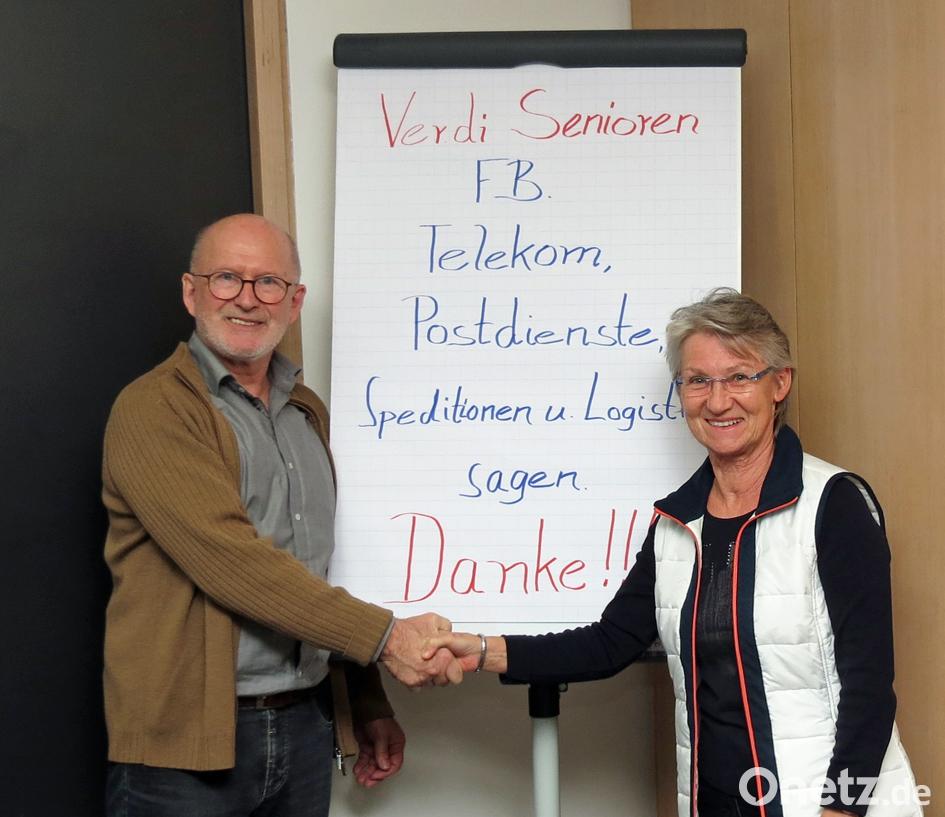 Verdi Senioren
F.B.
Telekom,
Postdienste,
Speditionen u. Logisti
sagen.
Danke!!!
Onetz.de